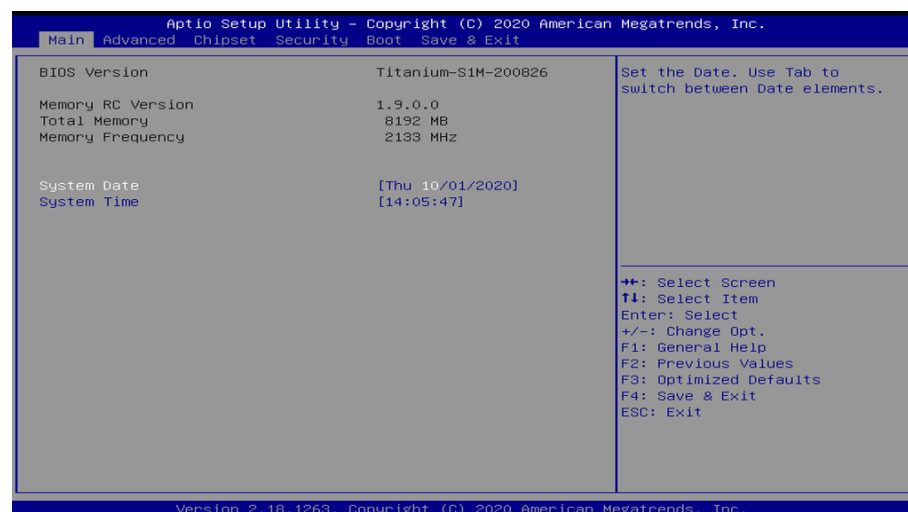 Aptio Setup Utility – Copyright (C) 2020 American Megatrends, Inc.
Main Advanced Chipset Security Boot Save & Exit
BIOS Version Titanium-S1M-200826
Memory RC Version 1.9.0.0
Total Memory 8192 MB
Memory Frequency 2133 MHz
System Date [Thu 10/01/2020]
System Time [14:05:47]
Set the Date. Use Tab to
switch between Date elements.
→←: Select Screen
↑↓: Select Item
Enter: Select
+/-: Change Opt.
F1: General Help
F2: Previous Values
F3: Optimized Defaults
F4: Save & Exit
ESC: Exit
Version 2.18.1263. Copyright (C) 2020 American Megatrends, Inc.